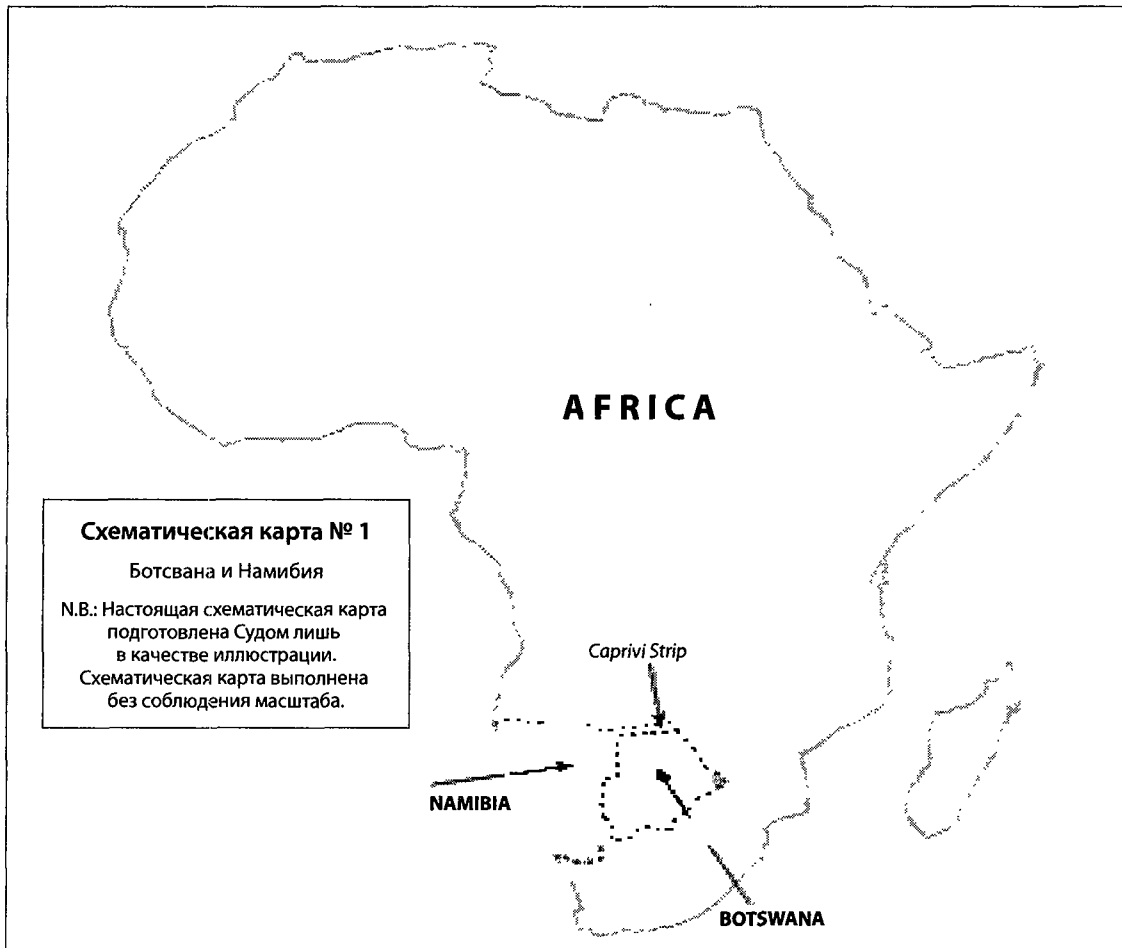 AFRICA
Схематическая карта № 1
Ботсвана и Намибия
N.B.: Настоящая схематическая карта
подготовлена Судом лишь
в качестве иллюстрации.
Схематическая карта выполнена
без соблюдения масштаба.
Caprivi Strip
NAMIBIA
BOTSWANA